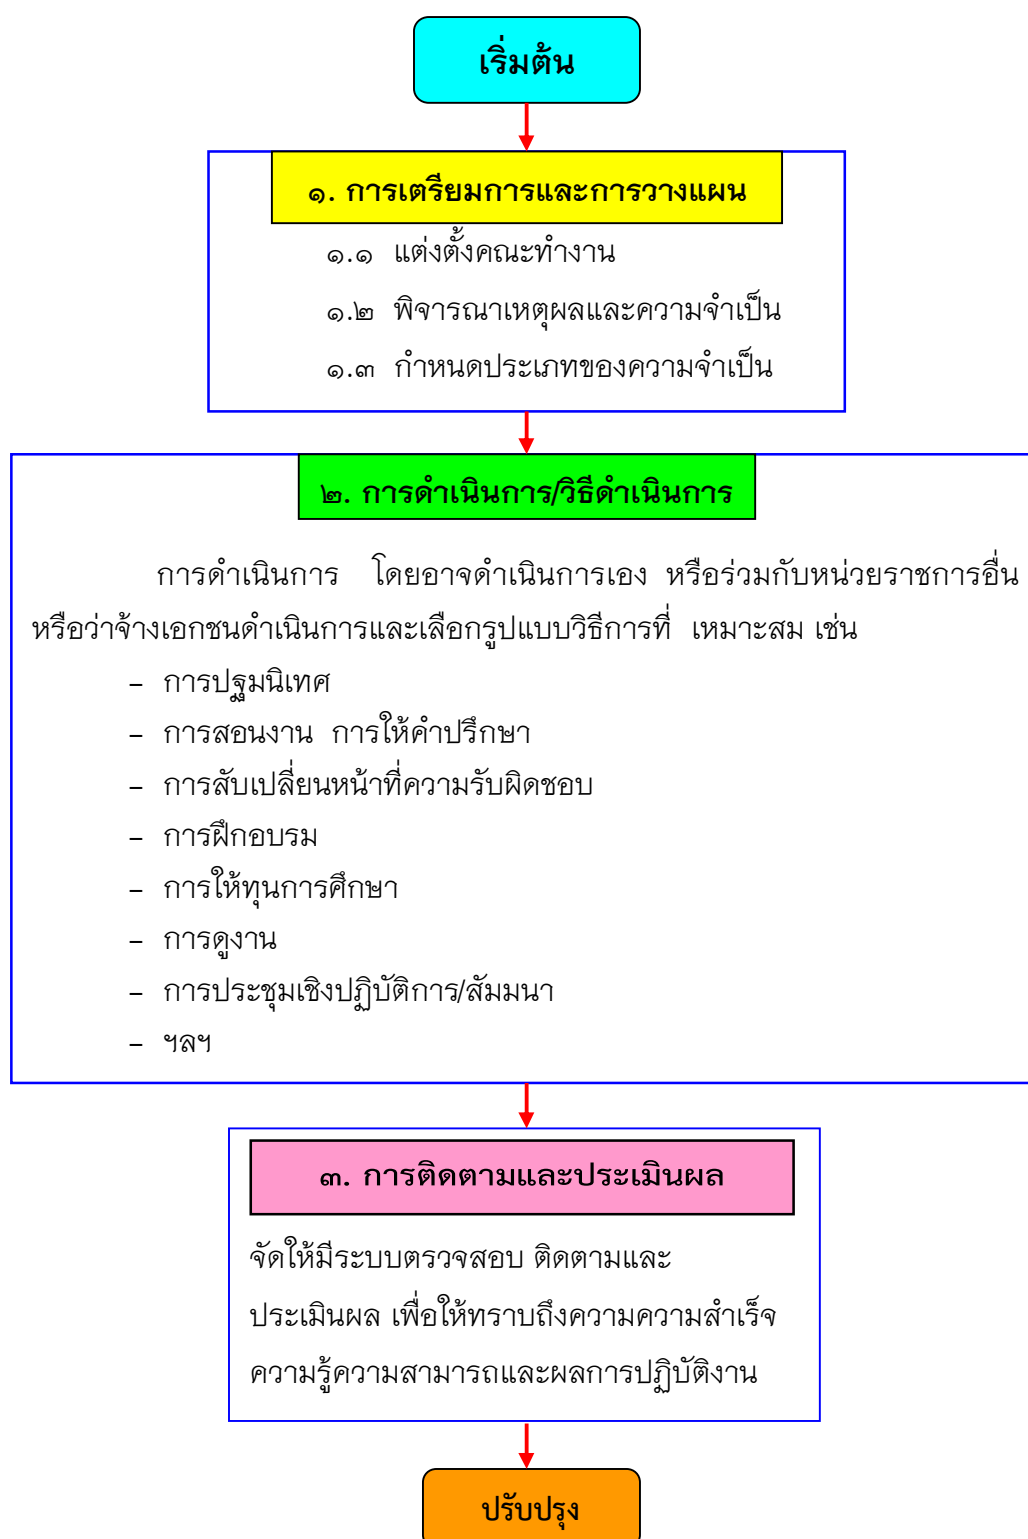 เริ่มต้น
๑. การเตรียมการและการวางแผน
๑.๑ แต่งตั้งคณะทำงาน
๑.๒ พิจารณาเหตุผลและความจำเป็น
๑.๓ กำหนดประเภทของความจำเป็น
๒. การดำเนินการ/วิธีดำเนินการ
การดำเนินการ โดยอาจดำเนินการเอง หรือร่วมกับหน่วยราชการอื่น
หรือว่าจ้างเอกชนดำเนินการและเลือกรูปแบบวิธีการที่ เหมาะสม เช่น
- การปฐมนิเทศ
- การสอนงาน การให้คำปรึกษา
- การสับเปลี่ยนหน้าที่ความรับผิดชอบ
- การฝึกอบรม
- การให้ทุนการศึกษา
- การดูงาน
- การประชุมเชิงปฏิบัติการ/สัมมนา
- ฯลฯ
๓. การติดตามและประเมินผล
จัดให้มีระบบตรวจสอบ ติดตามและ
ประเมินผล เพื่อให้ทราบถึงความความสำเร็จ
ความรู้ความสามารถและผลการปฏิบัติงาน
ปรับปรุง